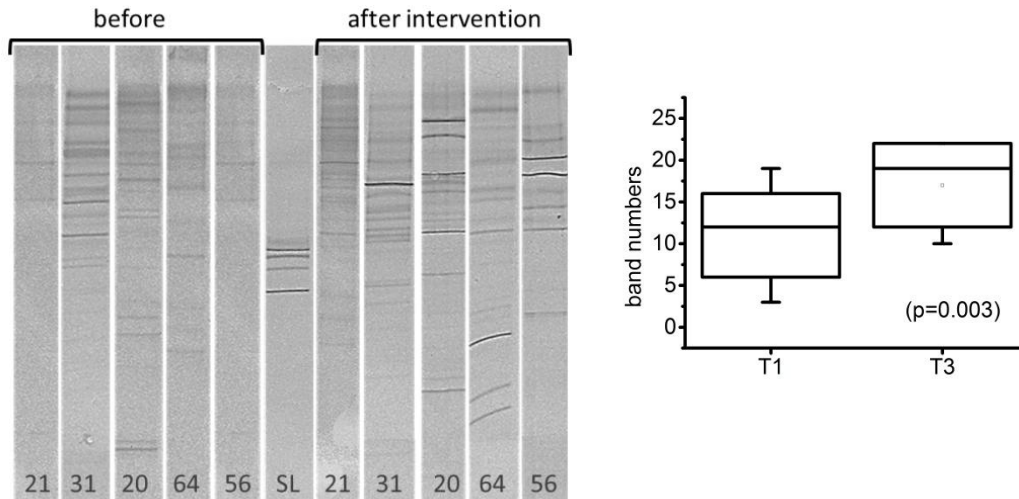 before
after intervention
21 31 20 64 56 SL 21 31 20 64 56
band numbers
25
20
15
10
5
0
(p=0.003)
T1 T3